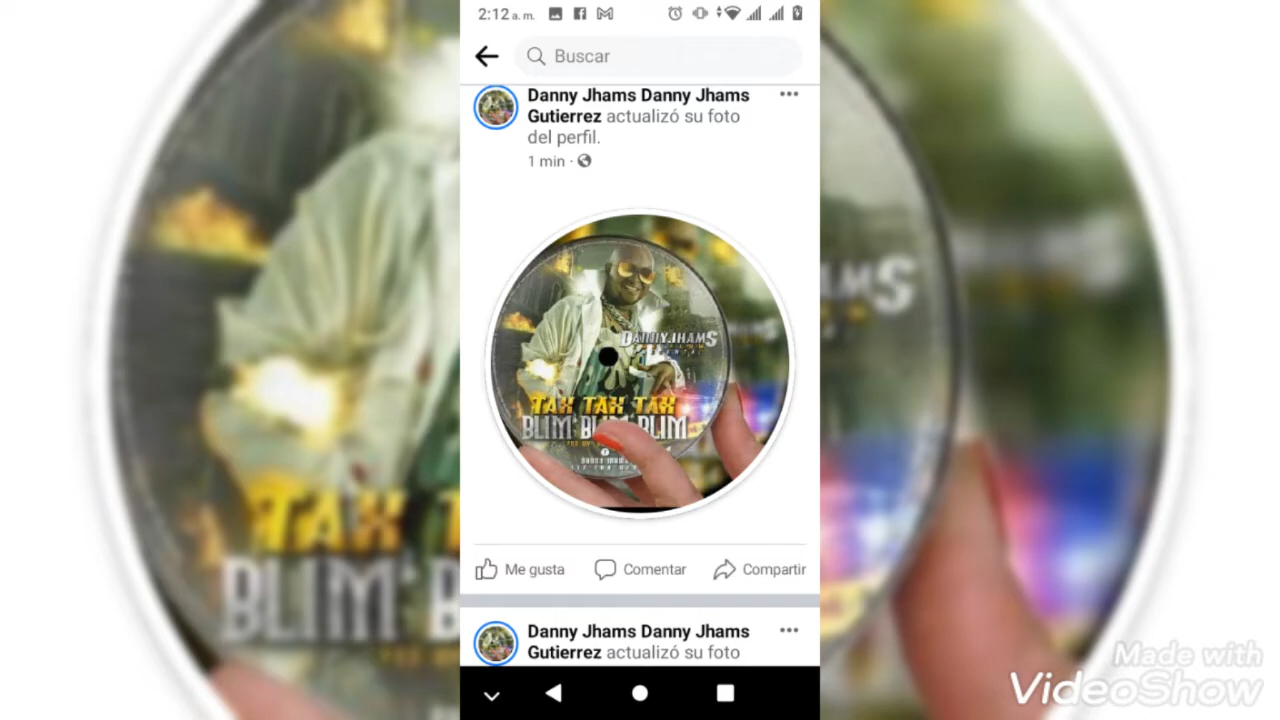 2:12 a. m.
Buscar
Danny Jhams Danny Jhams
Gutierrez actualizó su foto
del perfil.
1 min ·
DANNY JHAMS
TAX TAX TAX
BLIM BLIM BLIM
Me gusta
Comentar
Compartir
Danny Jhams Danny Jhams
Gutierrez actualizó su foto
JHAMS
TAX T
BLIM B
Made with
VideoShow